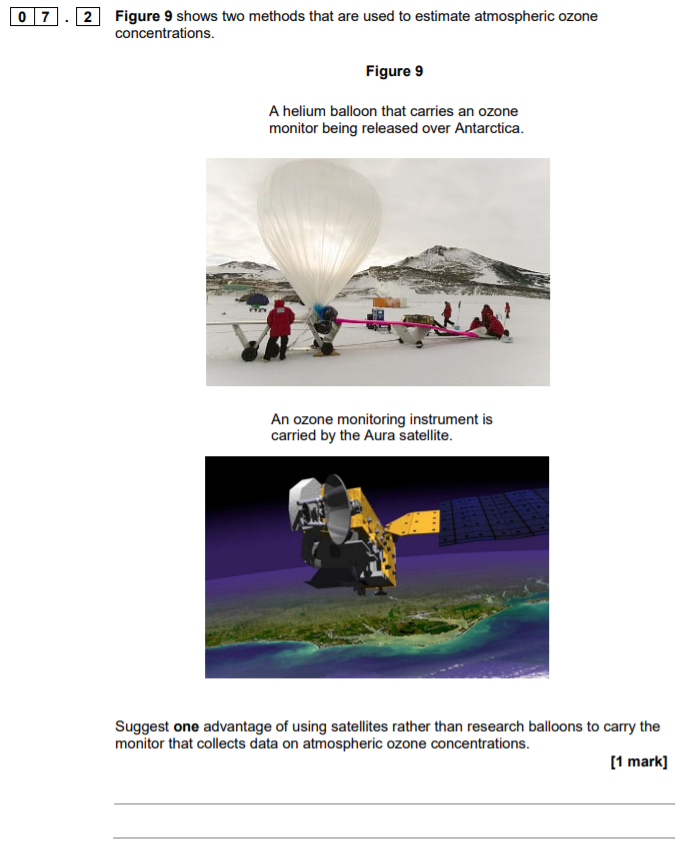 0 7 . 2 Figure 9 shows two methods that are used to estimate atmospheric ozone
concentrations.
Figure 9
A helium balloon that carries an ozone
monitor being released over Antarctica.
An ozone monitoring instrument is
carried by the Aura satellite.
Suggest one advantage of using satellites rather than research balloons to carry the
monitor that collects data on atmospheric ozone concentrations.
[1 mark]